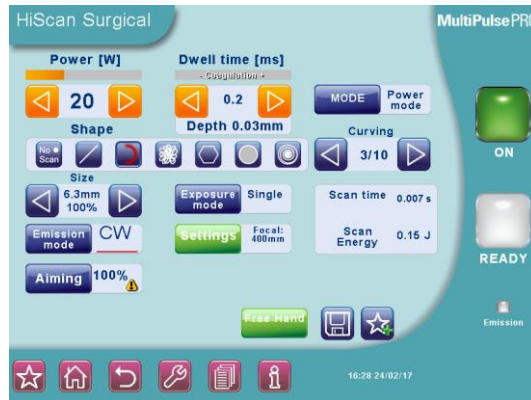 HiScan Surgical
MultiPulse PRO
Power [W]
Dwell time [ms]
- Coagulation +
20
0.2
MODE
Power mode
Depth 0.03mm
Shape
Curving
No Scan
3/10
ON
Size
6.3mm
100%
Exposure mode
Single
Scan time 0.007 s
Emission mode
CW
Settings
Focal: 400mm
Scan Energy 0.15 J
READY
Aiming
100%
Free Hand
Emission
16:28 24/02/17